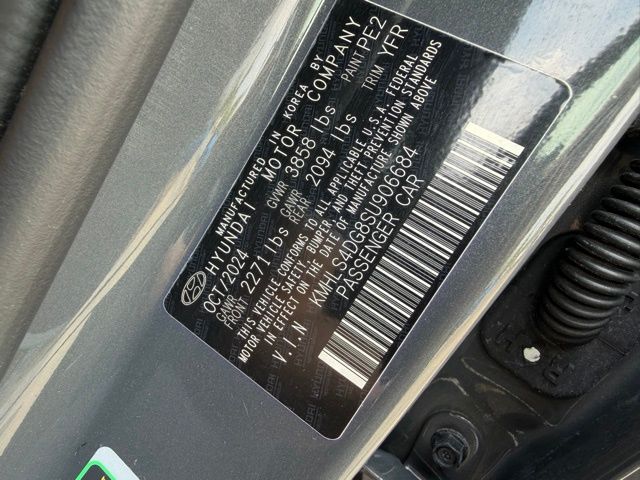 MANUFACTURED IN KOREA BY
HYUNDAI MOTOR COMPANY
OCT/2024 GVWR 3858 lbs PAINT PE2
GAWR FRONT 2271 lbs GAWR REAR 2094 lbs TRIM YFR
THIS VEHICLE CONFORMS TO ALL APPLICABLE U.S.A. FEDERAL
MOTOR VEHICLE SAFETY, BUMPER AND THEFT PREVENTION STANDARDS
IN EFFECT ON THE DATE OF MANUFACTURE SHOWN ABOVE
V.I.N KMHLS4DG8SU906684
PASSENGER CAR